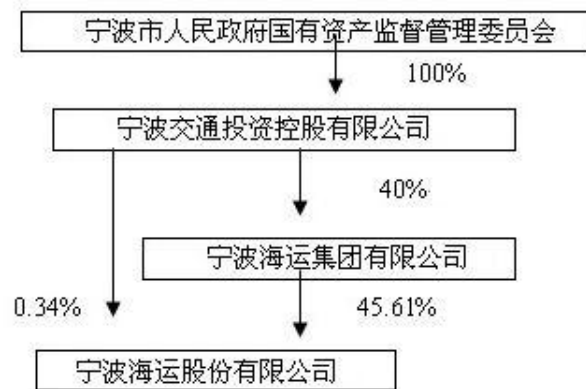 宁波市人民政府国有资产监督管理委员会
100%
宁波交通投资控股有限公司
40%
宁波海运集团有限公司
0.34%
45.61%
宁波海运股份有限公司